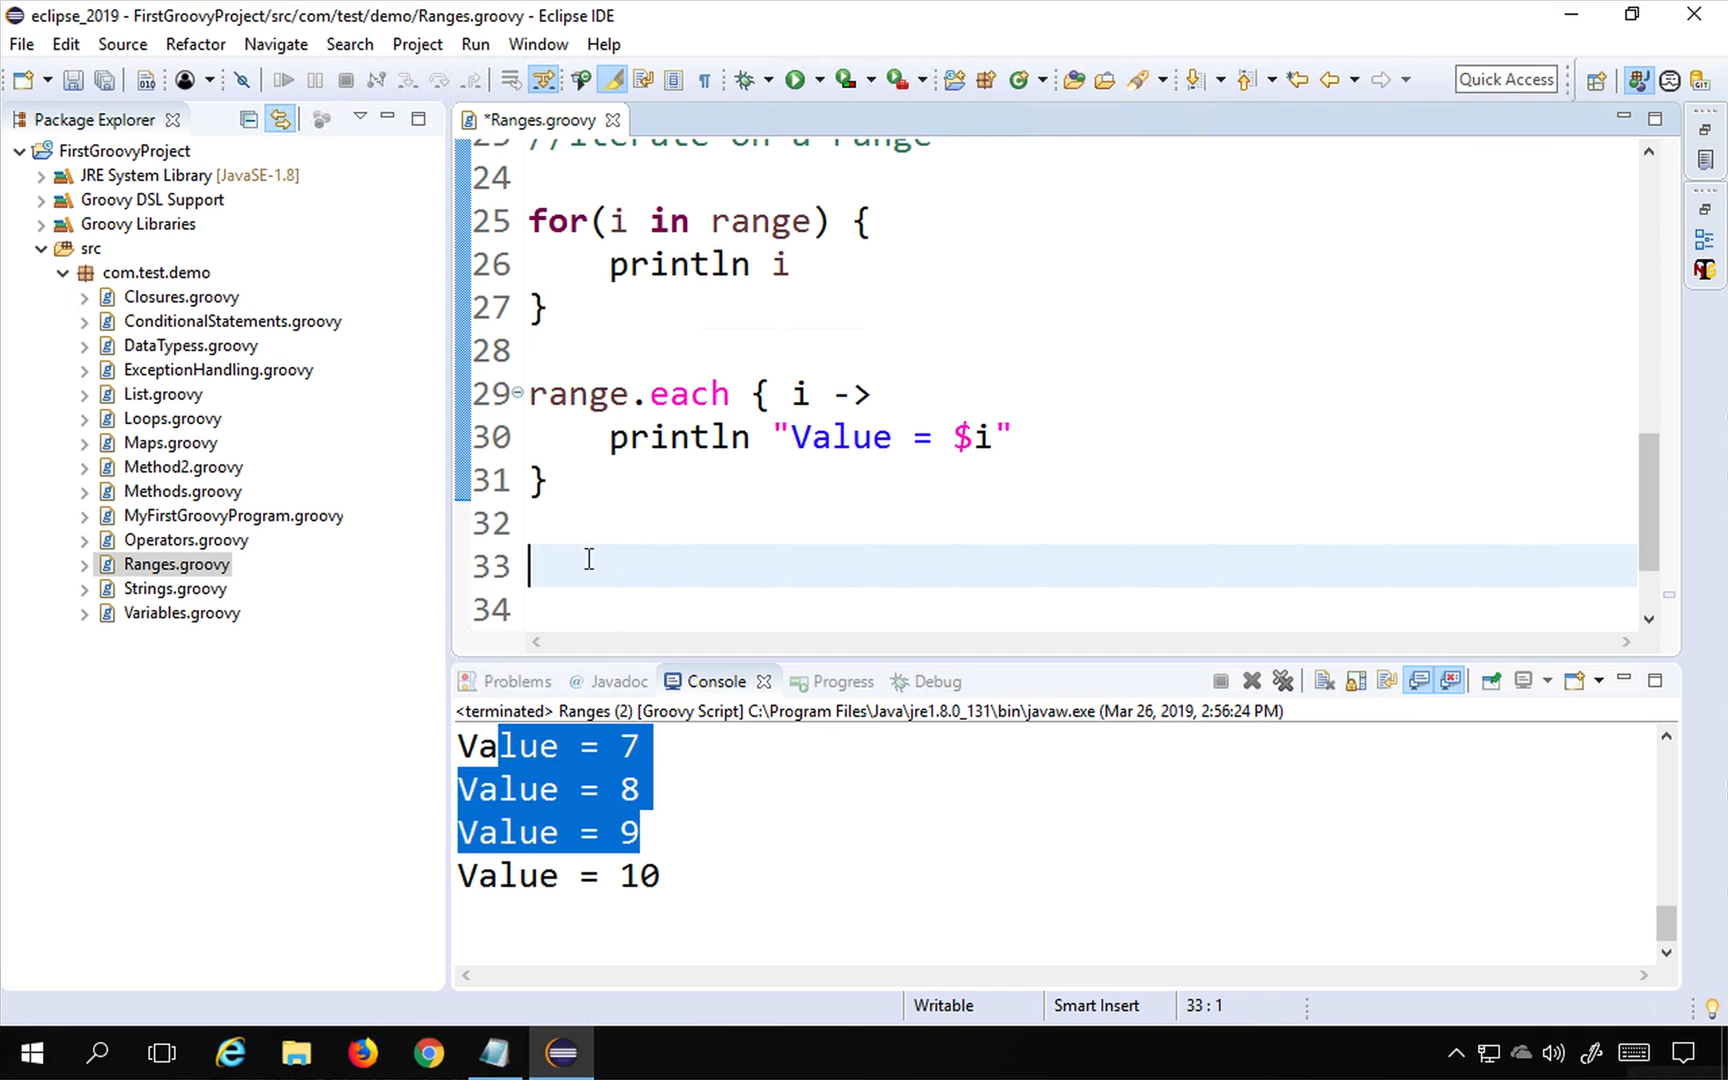 eclipse_2019 - FirstGroovyProject/src/com/test/demo/Ranges.groovy - Eclipse IDE
File Edit Source Refactor Navigate Search Project Run Window Help
Quick Access
Package Explorer
FirstGroovyProject
JRE System Library [JavaSE-1.8]
Groovy DSL Support
Groovy Libraries
src
com.test.demo
Closures.groovy
ConditionalStatements.groovy
DataTypess.groovy
ExceptionHandling.groovy
List.groovy
Loops.groovy
Maps.groovy
Method2.groovy
Methods.groovy
MyFirstGroovyProgram.groovy
Operators.groovy
Ranges.groovy
Strings.groovy
Variables.groovy
*Ranges.groovy
23 //iterate on a range
24
25 for(i in range) {
26 println i
27 }
28
29 range.each { i ->
30 println "Value = $i"
31 }
32
33
34
Problems @ Javadoc Console Progress Debug
<terminated> Ranges (2) [Groovy Script] C:\Program Files\Java\jre1.8.0_131\bin\javaw.exe (Mar 26, 2019, 2:56:24 PM)
Value = 7
Value = 8
Value = 9
Value = 10
Writable Smart Insert 33 : 1